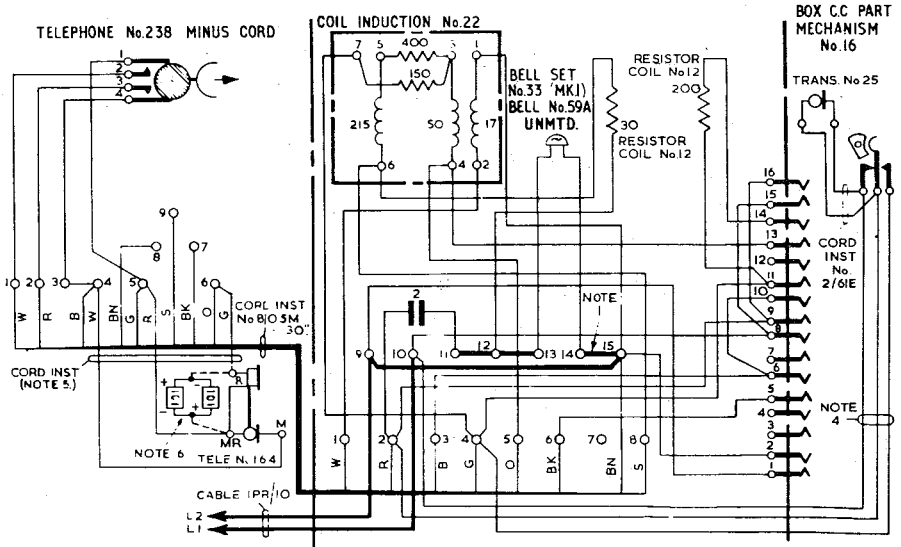 TELEPHONE No.238 MINUS CORD
COIL INDUCTION No.22
BOX C.C PART
MECHANISM
No.16
1
2
3
4
7
5
400
3
1
150
215
50
17
6
4
2
BELL SET
No.33 (MK.I)
BELL No.59A
UNMTD.
30
RESISTOR
COIL No.12
RESISTOR
COIL No.12
200
TRANS. No 25
CORD
INST
No.
2/61E
16
15
14
13
12
11
10
9
8
7
6
5
4
3
2
1
NOTE
4
1
2
3
4
5
6
7
8
9
W
R
B
W
BN
G
R
S
BK
O
G
CORD INST
No 8/05M
30"
CORD INST
(NOTE 5.)
101
101
NOTE 6
R
MR
M
TELE No 164
2
NOTE
9
10
11
12
13
14
15
1
2
3
4
5
6
7
8
W
R
B
G
O
BK
BN
S
CABLE 1PR/10
L2
L1